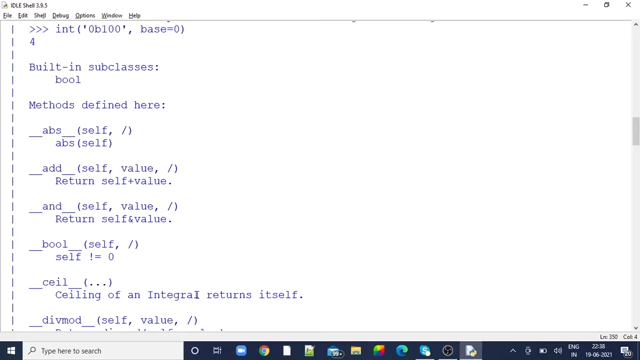 IDLE Shell 3.9.5
File Edit Shell Debug Options Window Help
>>> int('0b100', base=0)
4
Built-in subclasses:
bool
Methods defined here:
__abs__(self, /)
abs(self)
__add__(self, value, /)
Return self+value.
__and__(self, value, /)
Return self&value.
__bool__(self, /)
self != 0
__ceil__(...)
Ceiling of an Integral returns itself.
__divmod__(self, value, /)
Ln: 350 Col: 4
Type here to search
99+
ENG
IN
22:38
19-06-2021